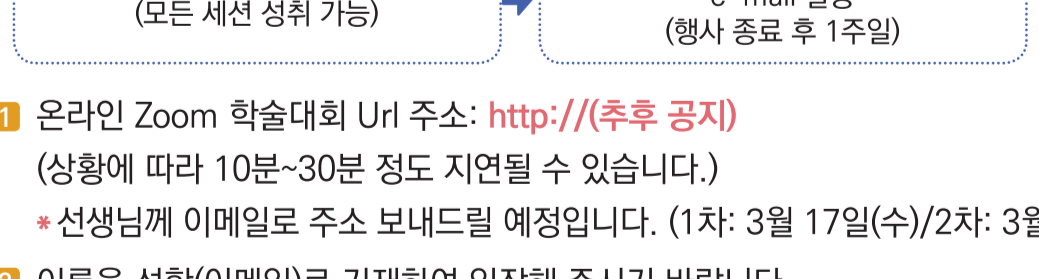 (모든 세션 성취 가능)
(행사 종료 후 1주일)
1 온라인 Zoom 학술대회 Url 주소: http://(추후 공지)
(상황에 따라 10분~30분 정도 지연될 수 있습니다.)
* 선생님께 이메일로 주소 보내드릴 예정입니다. (1차: 3월 17일(수)/2차: 3월